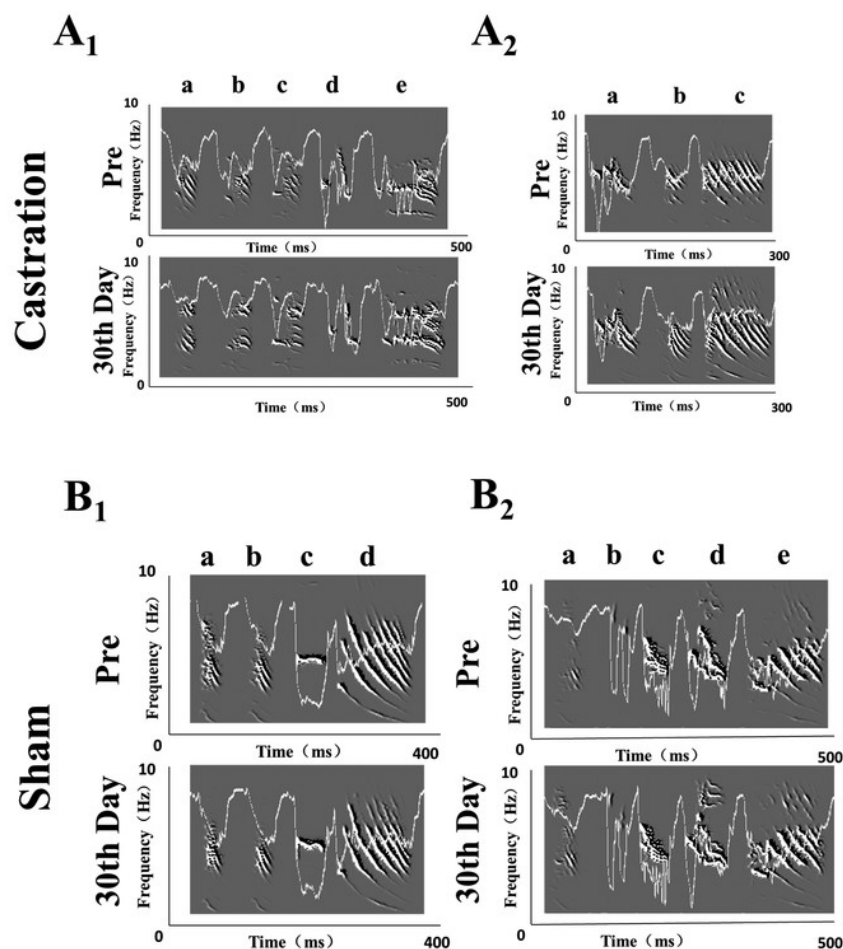 A1
a b c d e
10
Frequency（Hz）
Pre
0
Time（ms）
500
10
Frequency（Hz）
30th Day
0
Time（ms）
500
Castration
A2
a b c
10
Frequency（Hz）
Pre
0
Time（ms）
300
10
Frequency（Hz）
30th Day
0
Time（ms）
300
B1
a b c d
10
Frequency（Hz）
Pre
0
Time（ms）
400
10
Frequency（Hz）
30th Day
0
Time（ms）
400
Sham
B2
a b c d e
10
Frequency（Hz）
Pre
0
Time（ms）
500
10
Frequency（Hz）
30th Day
0
Time（ms）
500